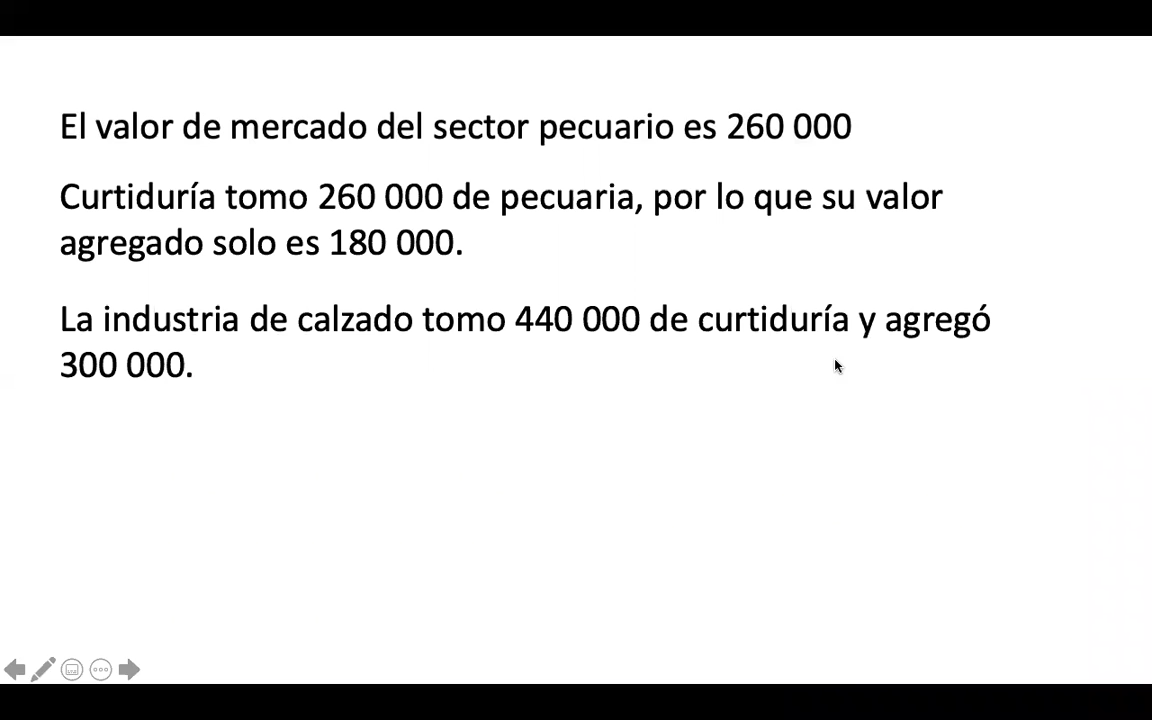 El valor de mercado del sector pecuario es 260 000
Curtiduría tomo 260 000 de pecuaria, por lo que su valor
agregado solo es 180 000.
La industria de calzado tomo 440 000 de curtiduría y agregó
300 000.